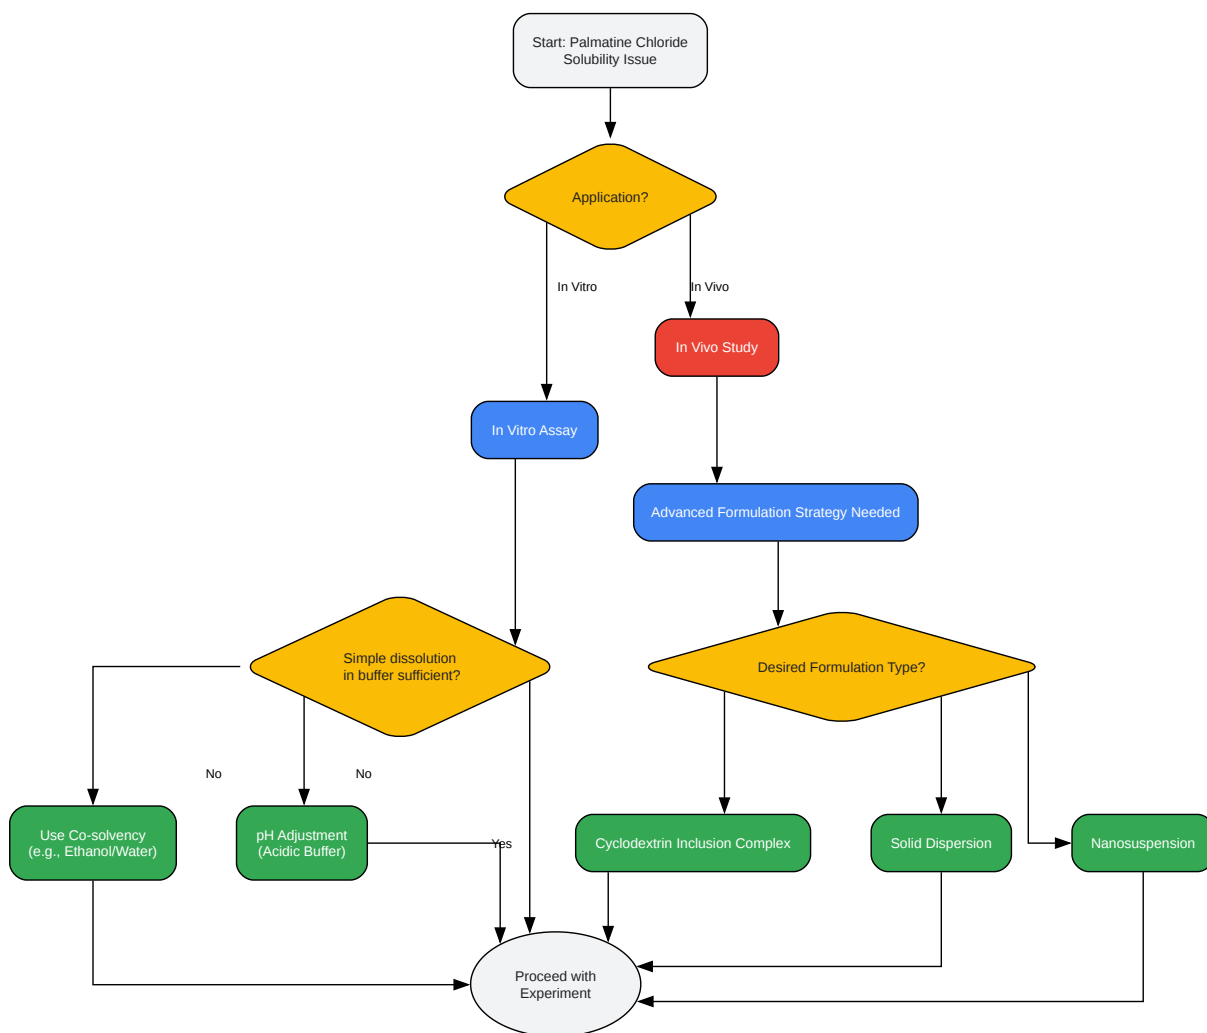 Start: Palmatine Chloride
Solubility Issue
Application?
In Vitro
In Vivo
In Vivo Study
In Vitro Assay
Advanced Formulation Strategy Needed
Simple dissolution
in buffer sufficient?
Desired Formulation Type?
No
No
Use Co-solvency
(e.g., Ethanol/Water)
pH Adjustment
(Acidic Buffer)
Yes
Cyclodextrin Inclusion Complex
Solid Dispersion
Nanosuspension
Proceed with
Experiment